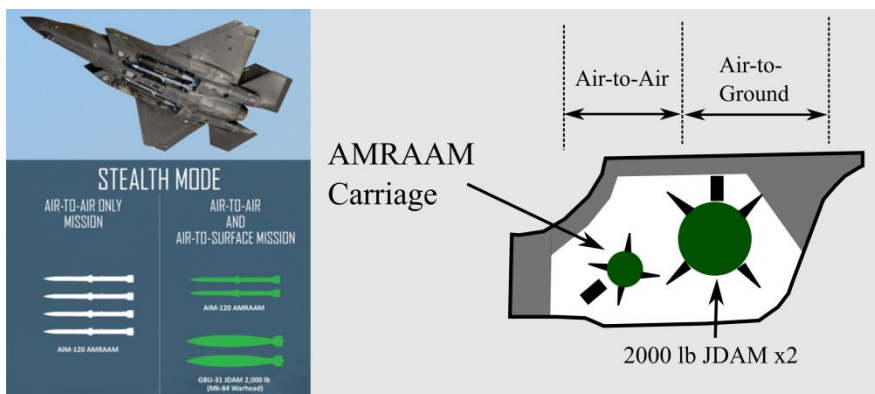 STEALTH MODE
AIR-TO-AIR ONLY
MISSION
AIM-120 AMRAAM
AIR-TO-AIR
AND
AIR-TO-SURFACE MISSION
AIM-120 AMRAAM
GBU-31 JDAM 2,000 lb
(Mk-84 Warhead)
Air-to-Air
Air-to-
Ground
AMRAAM
Carriage
2000 lb JDAM x2